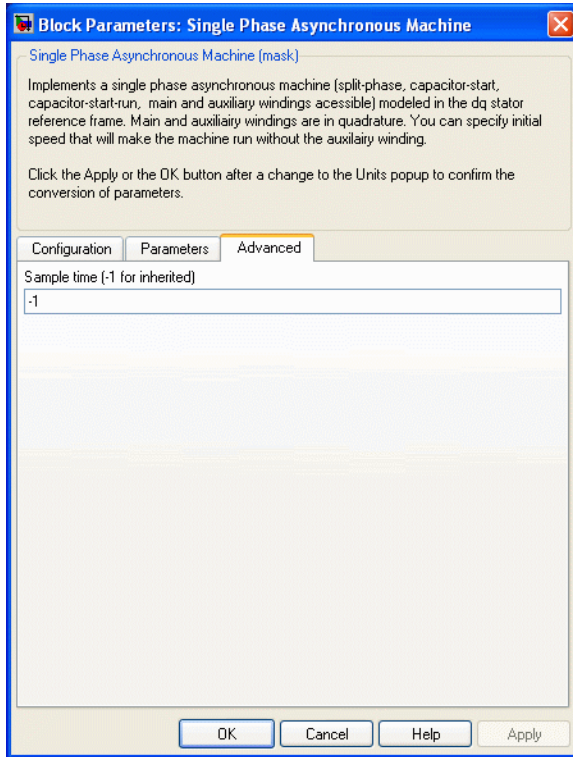 Block Parameters: Single Phase Asynchronous Machine
Single Phase Asynchronous Machine (mask)
Implements a single phase asynchronous machine (split-phase, capacitor-start,
capacitor-start-run, main and auxiliary windings acessible) modeled in the dq stator
reference frame. Main and auxiliairy windings are in quadrature. You can specify initial
speed that will make the machine run without the auxilairy winding.
Click the Apply or the OK button after a change to the Units popup to confirm the
conversion of parameters.
Configuration Parameters Advanced
Sample time (-1 for inherited)
-1
OK Cancel Help Apply